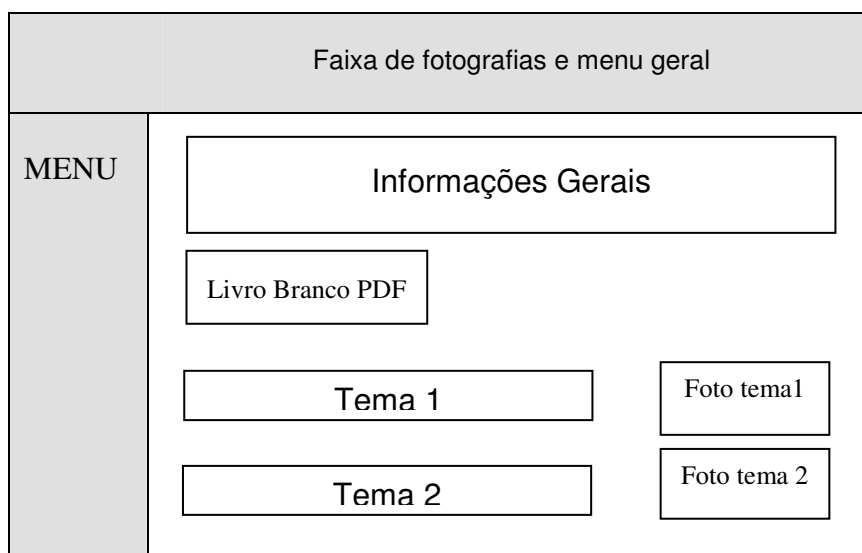 Faixa de fotografias e menu geral
MENU
Informações Gerais
Livro Branco PDF
Tema 1
Foto tema1
Tema 2
Foto tema 2